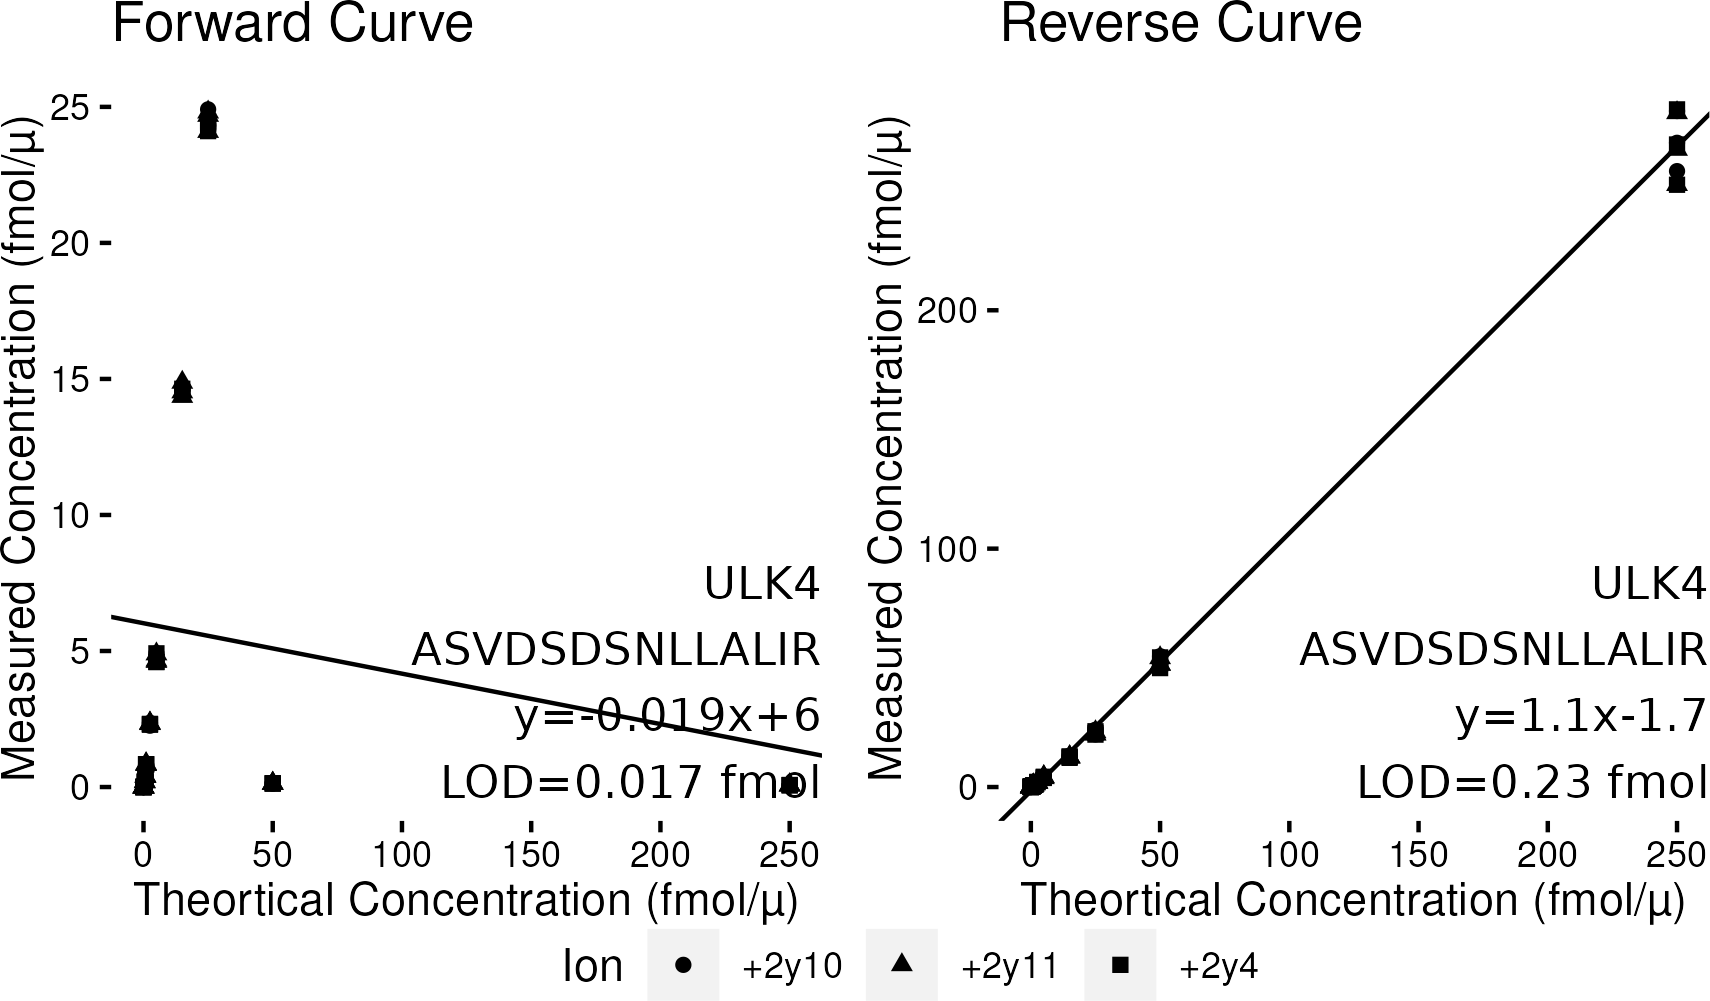 Forward Curve
Measured Concentration (fmol/µ)
25
20
15
10
5
0
ULK4
ASVDSDSNLLALIR
y=-0.019x+6
LOD=0.017 fmol
0 50 100 150 200 250
Theortical Concentration (fmol/µ)
Reverse Curve
Measured Concentration (fmol/µ)
200
100
0
ULK4
ASVDSDSNLLALIR
y=1.1x-1.7
LOD=0.23 fmol
0 50 100 150 200 250
Theortical Concentration (fmol/µ)
Ion +2y10 +2y11 +2y4